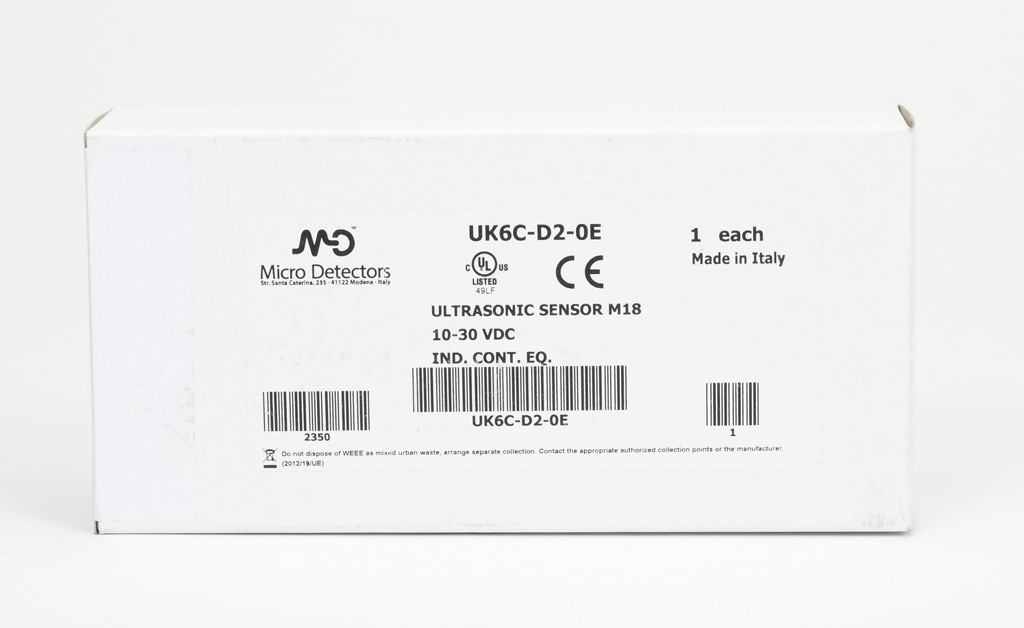 MD
Micro Detectors
Str. Santa Caterina, 235 - 41122 Modena - Italy
UK6C-D2-0E
C UL US
LISTED
49LF
CE
1 each
Made in Italy
ULTRASONIC SENSOR M18
10-30 VDC
IND. CONT. EQ.
UK6C-D2-0E
2350
1
Do not dispose of WEEE as mixed urban waste, arrange separate collection. Contact the appropriate authorized collection points or the manufacturer.
(2012/19/UE)